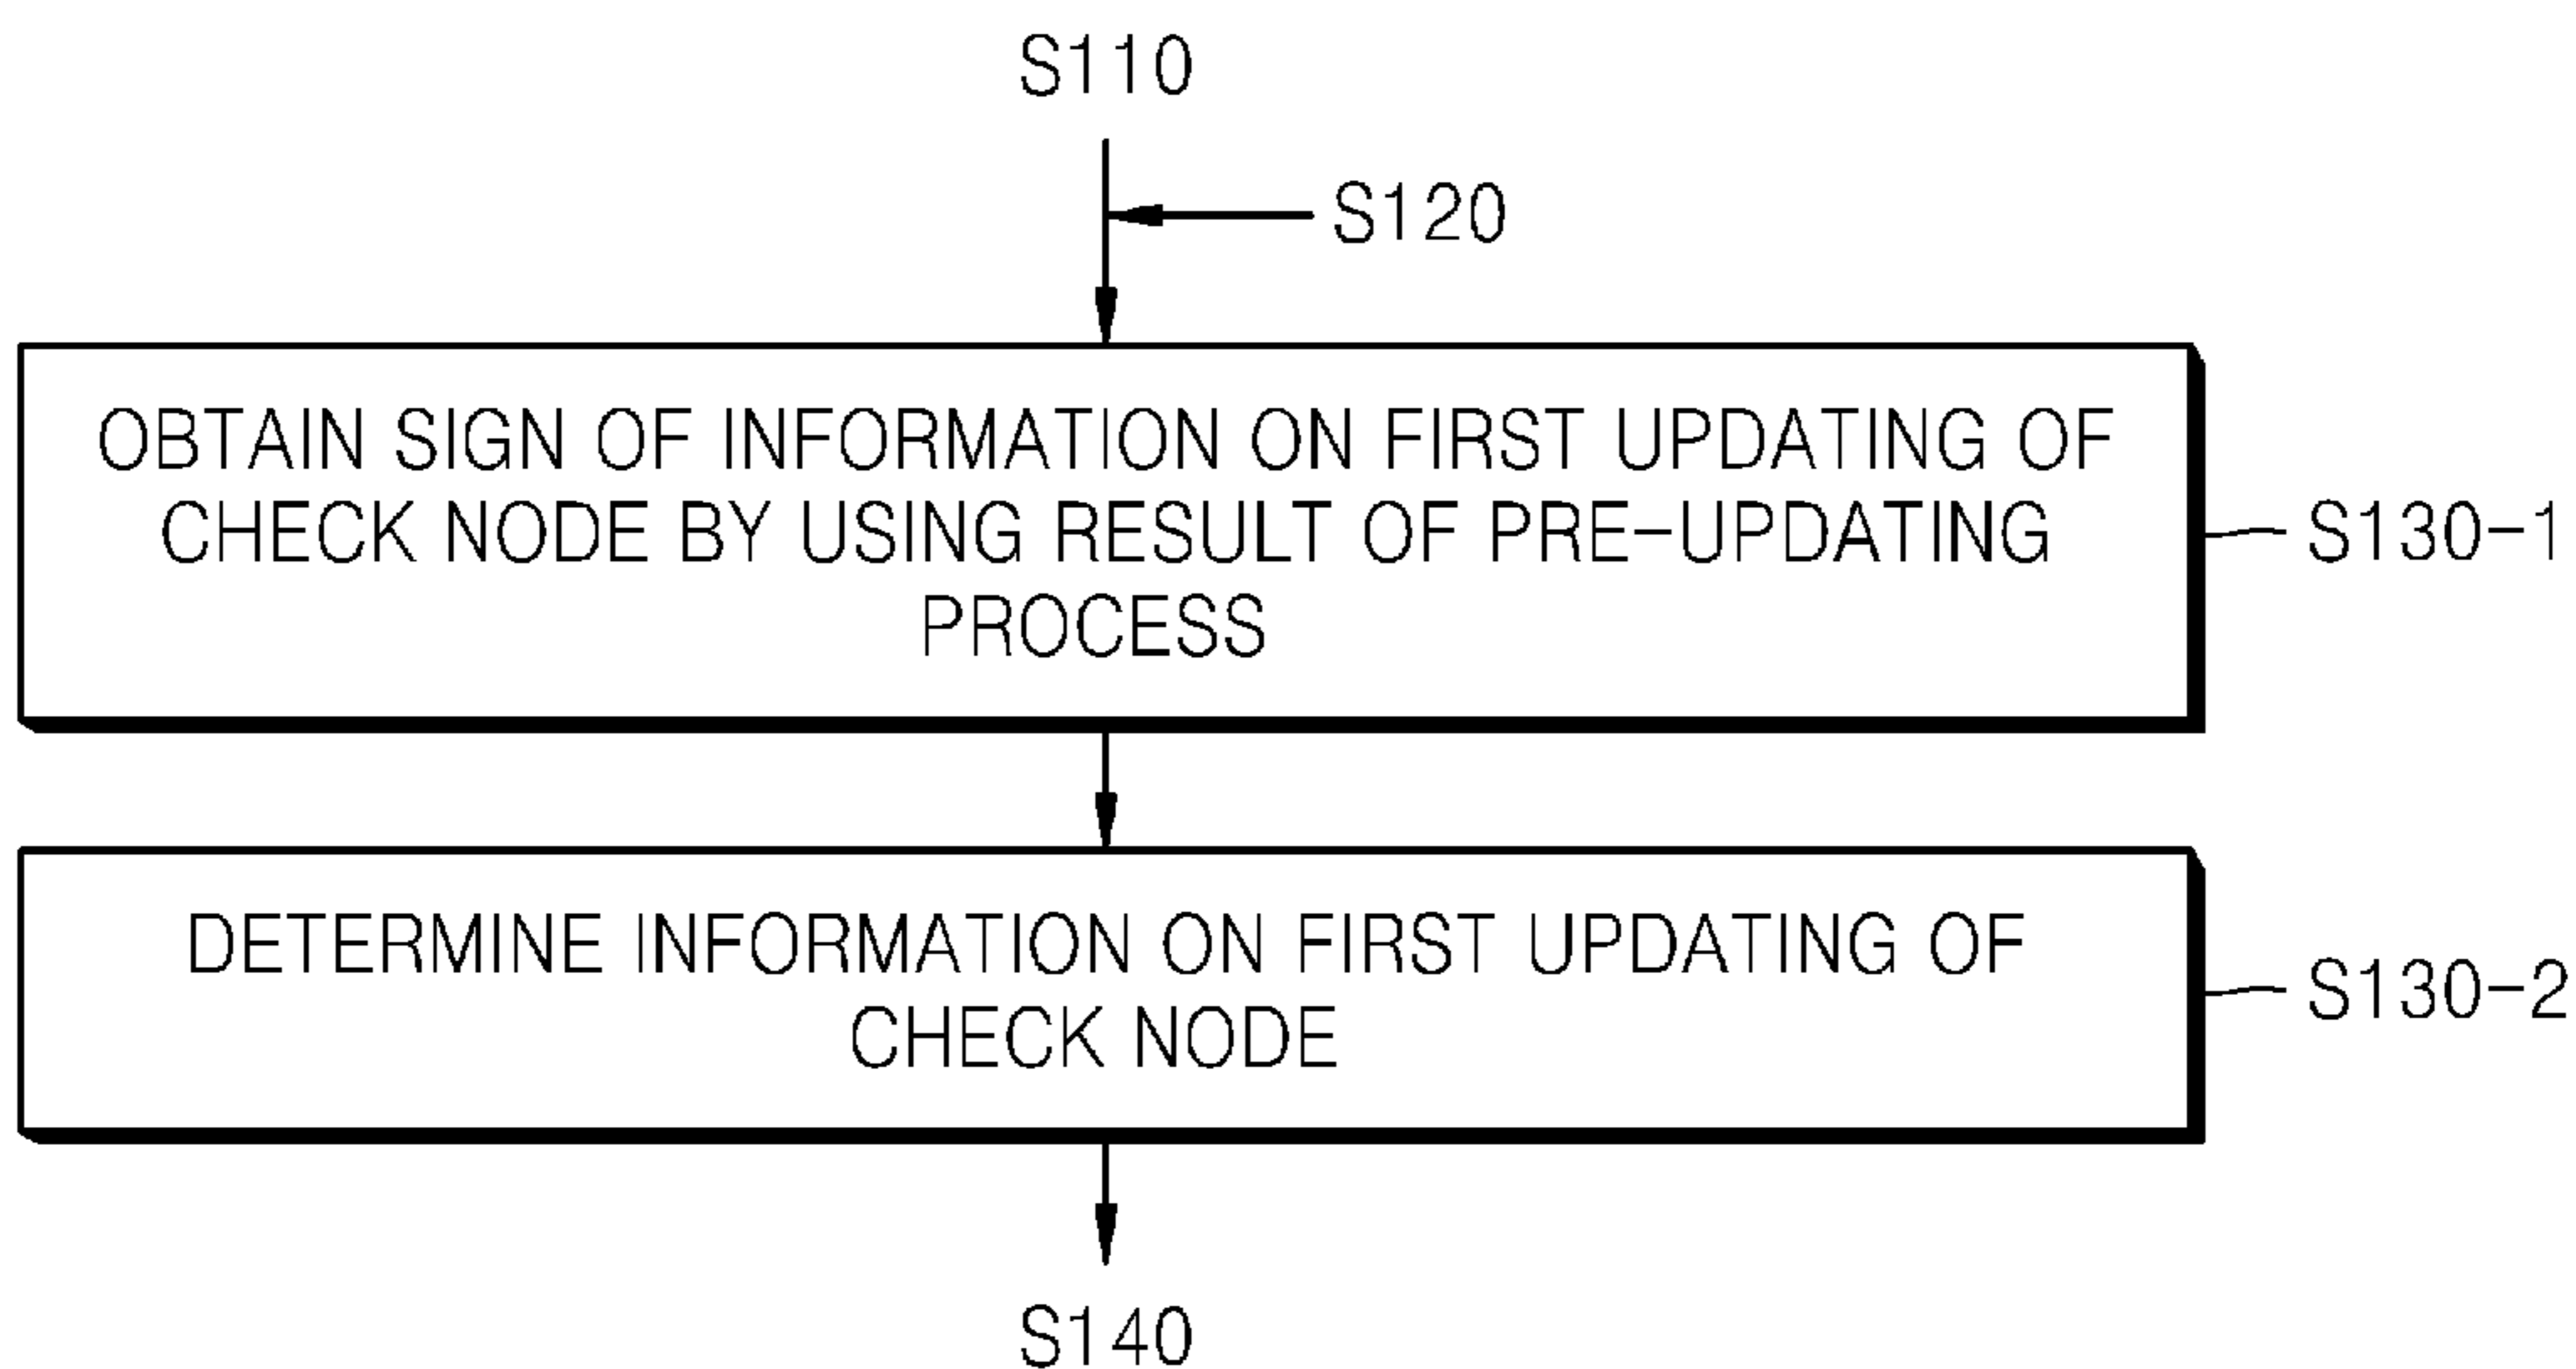 S110
S120
OBTAIN SIGN OF INFORMATION ON FIRST UPDATING OF
CHECK NODE BY USING RESULT OF PRE-UPDATING
PROCESS
S130-1
DETERMINE INFORMATION ON FIRST UPDATING OF
CHECK NODE
S130-2
S140